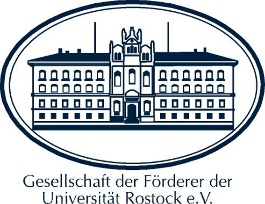 Gesellschaft der Förderer der
Universität Rostock e.V.